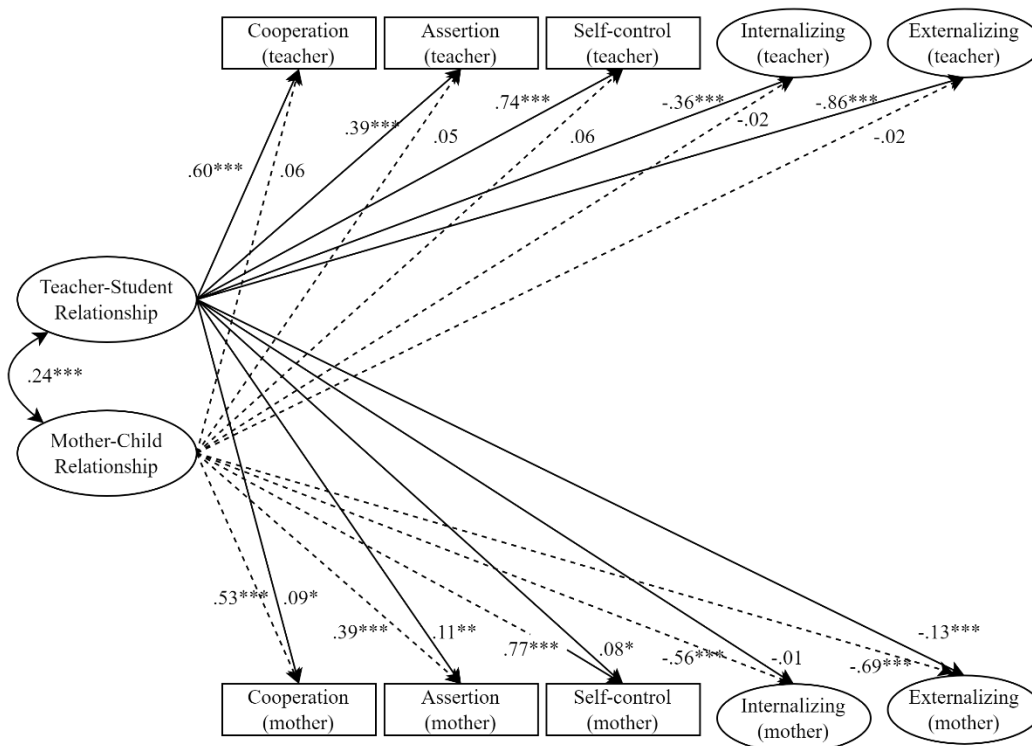 Cooperation
(teacher)
Assertion
(teacher)
Self-control
(teacher)
Internalizing
(teacher)
Externalizing
(teacher)
.60***
.06
.39***
.05
.74***
.06
-.36***
-.02
-.86***
-.02
Teacher-Student
Relationship
.24***
Mother-Child
Relationship
.53***
.09*
.39***
.11**
.77***
.08*
-.56***
-.01
-.13***
-.69***
Cooperation
(mother)
Assertion
(mother)
Self-control
(mother)
Internalizing
(mother)
Externalizing
(mother)